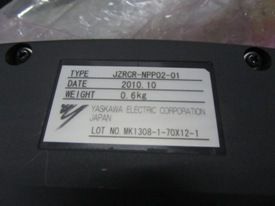 TYPE JZRCR-NPP02-01
DATE 2010.10
WEIGHT 0.6kg
YASKAWA ELECTRIC CORPORATION
JAPAN
LOT NO.MK1308-1-70X12-1